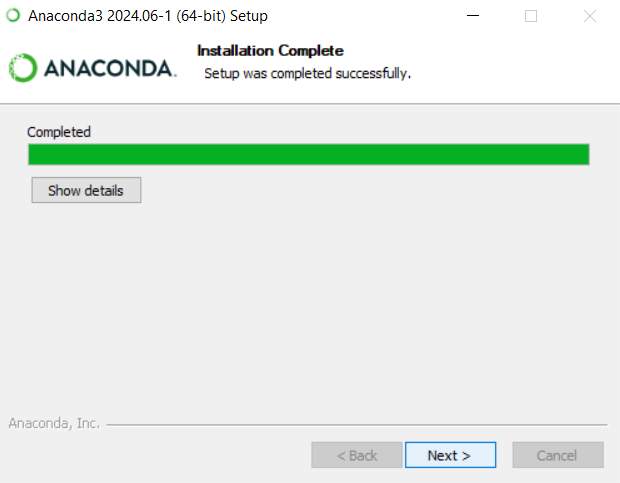 Anaconda3 2024.06-1 (64-bit) Setup
ANACONDA.
Installation Complete
Setup was completed successfully.
Completed
Show details
Anaconda, Inc.
< Back
Next >
Cancel